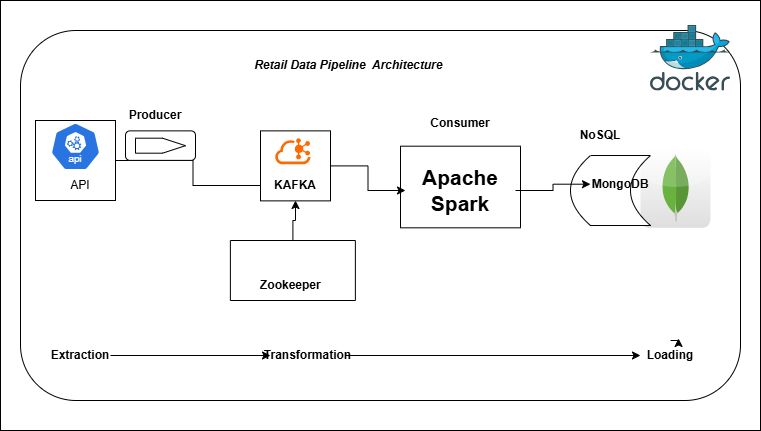 Retail Data Pipeline Architecture
docker
Producer
api
API
KAFKA
Consumer
Apache
Spark
NoSQL
MongoDB
Zookeeper
Extraction
Transformation
Loading